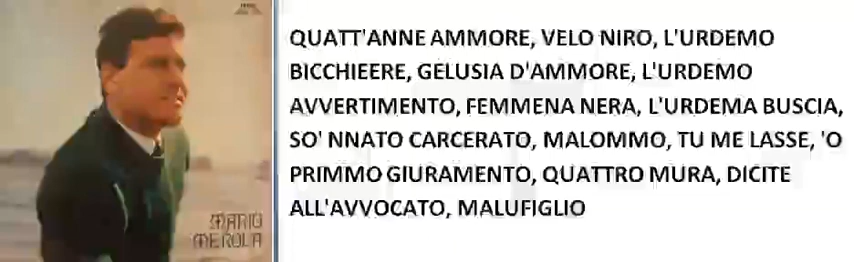 MARIO
MEROLA
QUATT'ANNE AMMORE, VELO NIRO, L'URDEMO
BICCHIEERE, GELUSIA D'AMMORE, L'URDEMO
AVVERTIMENTO, FEMMENA NERA, L'URDEMA BUSCIA,
SO' NNATO CARCERATO, MALOMMO, TU ME LASSE, 'O
PRIMMO GIURAMENTO, QUATTRO MURA, DICITE
ALL'AVVOCATO, MALUFIGLIO